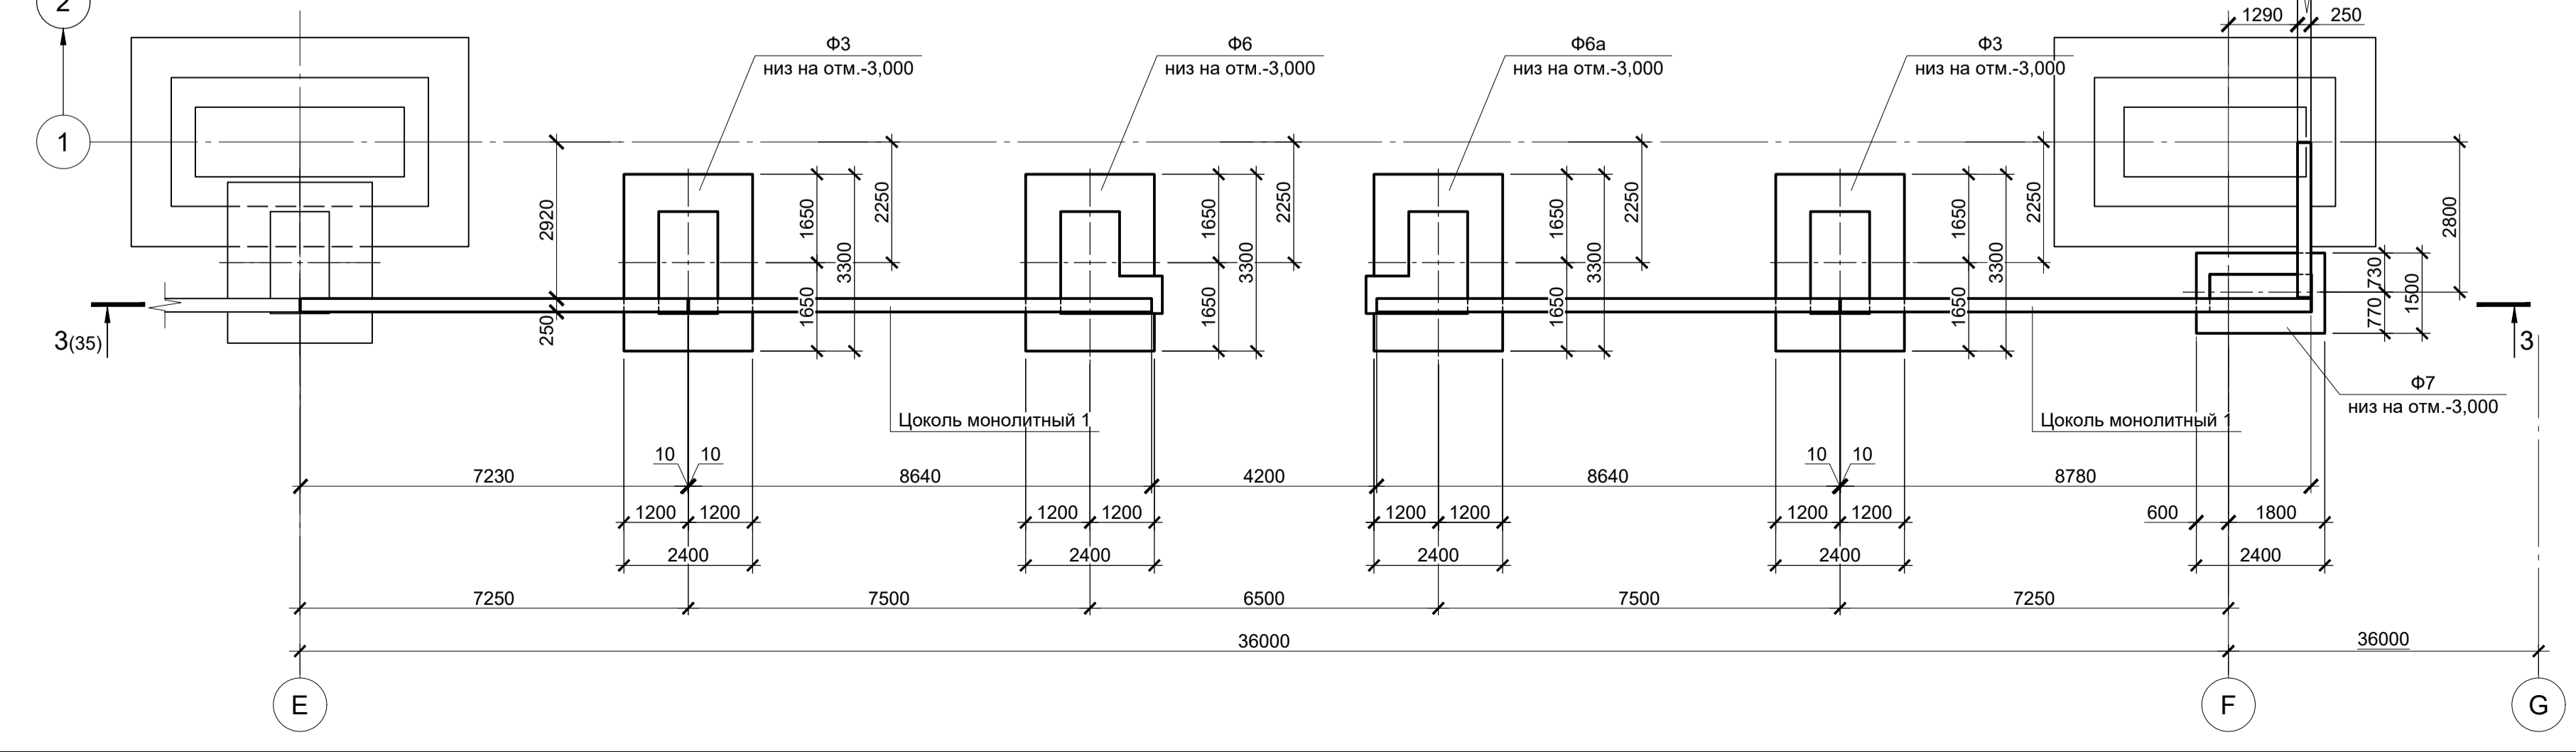 2
1290 250
Ф3
низ на отм.-3,000
Ф6
низ на отм.-3,000
Ф6а
низ на отм.-3,000
Ф3
низ на отм.-3,000
1
2920
250
1650
1650
3300
2250
1650
1650
3300
2250
1650
1650
3300
2250
1650
1650
3300
2250
730
770
1500
2800
3(35)
3
Ф7
низ на отм.-3,000
Цоколь монолитный 1
Цоколь монолитный 1
10 10
10 10
7230 8640 4200 8640 8780
1200 1200 1200 1200 1200 1200 1200 1200 600 1800
2400 2400 2400 2400 2400
7250 7500 6500 7500 7250
36000 36000
E F G